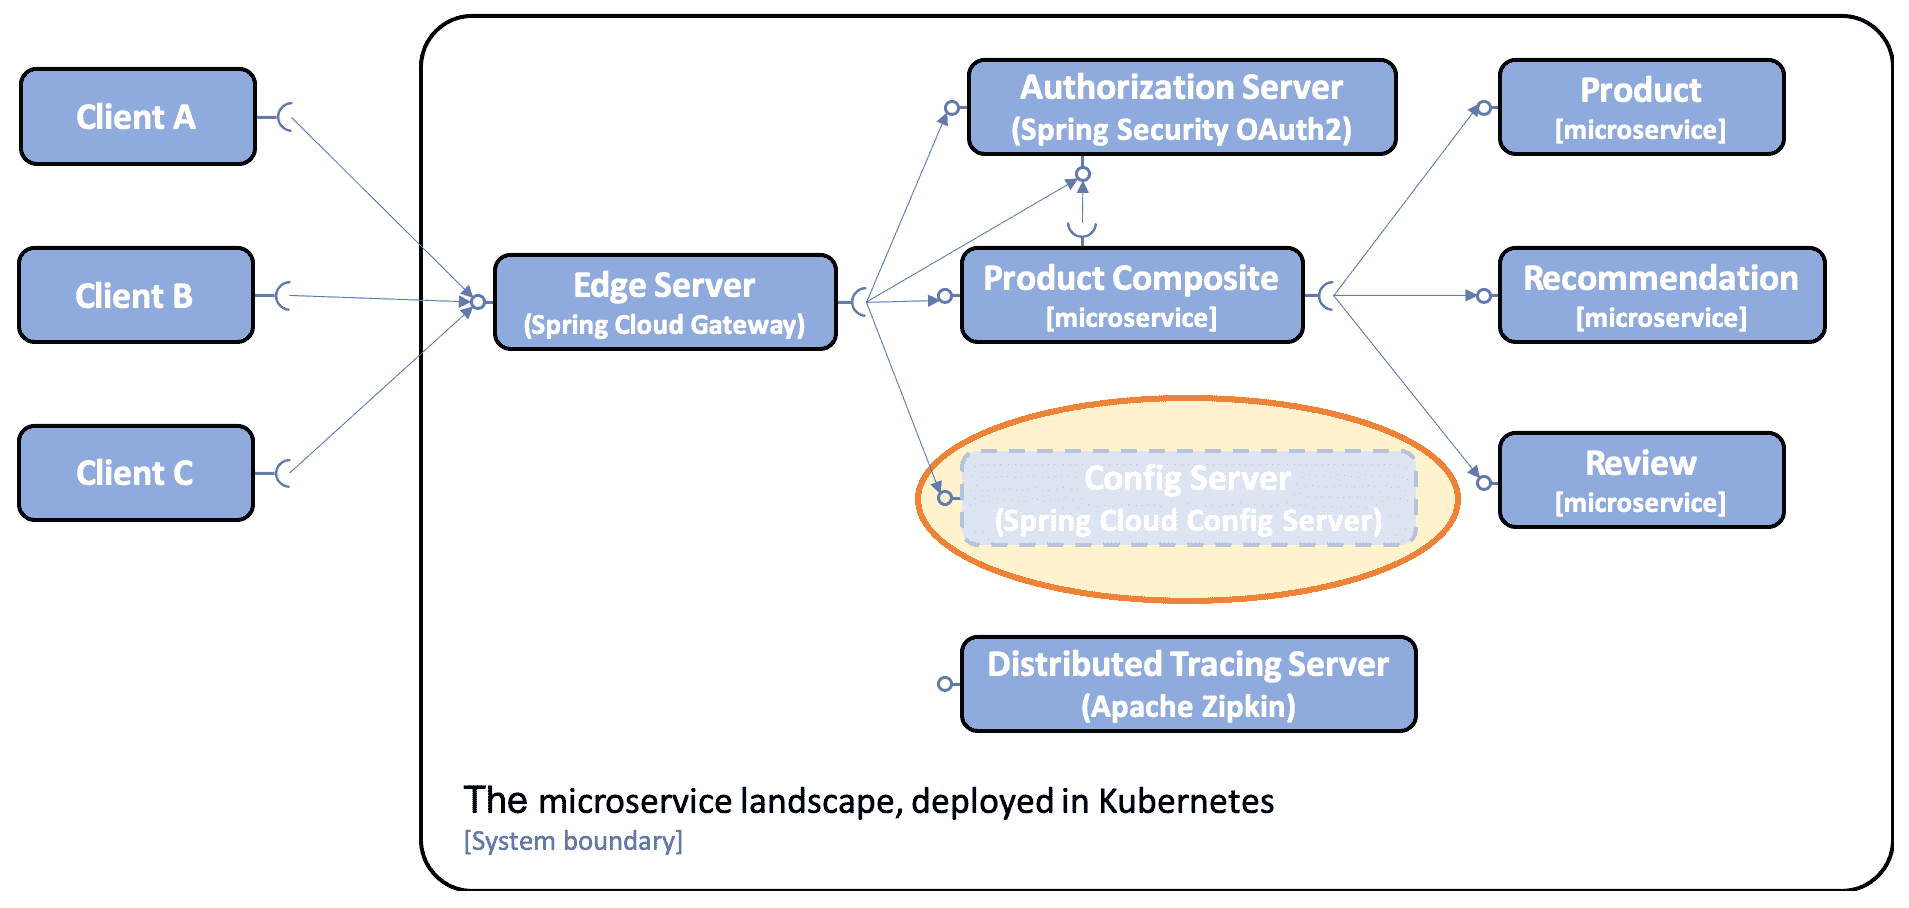 Client A
Client B
Client C
Edge Server
(Spring Cloud Gateway)
Authorization Server
(Spring Security OAuth2)
Product Composite
[microservice]
Config Server
(Spring Cloud Config Server)
Distributed Tracing Server
(Apache Zipkin)
Product
[microservice]
Recommendation
[microservice]
Review
[microservice]
The microservice landscape, deployed in Kubernetes
[System boundary]